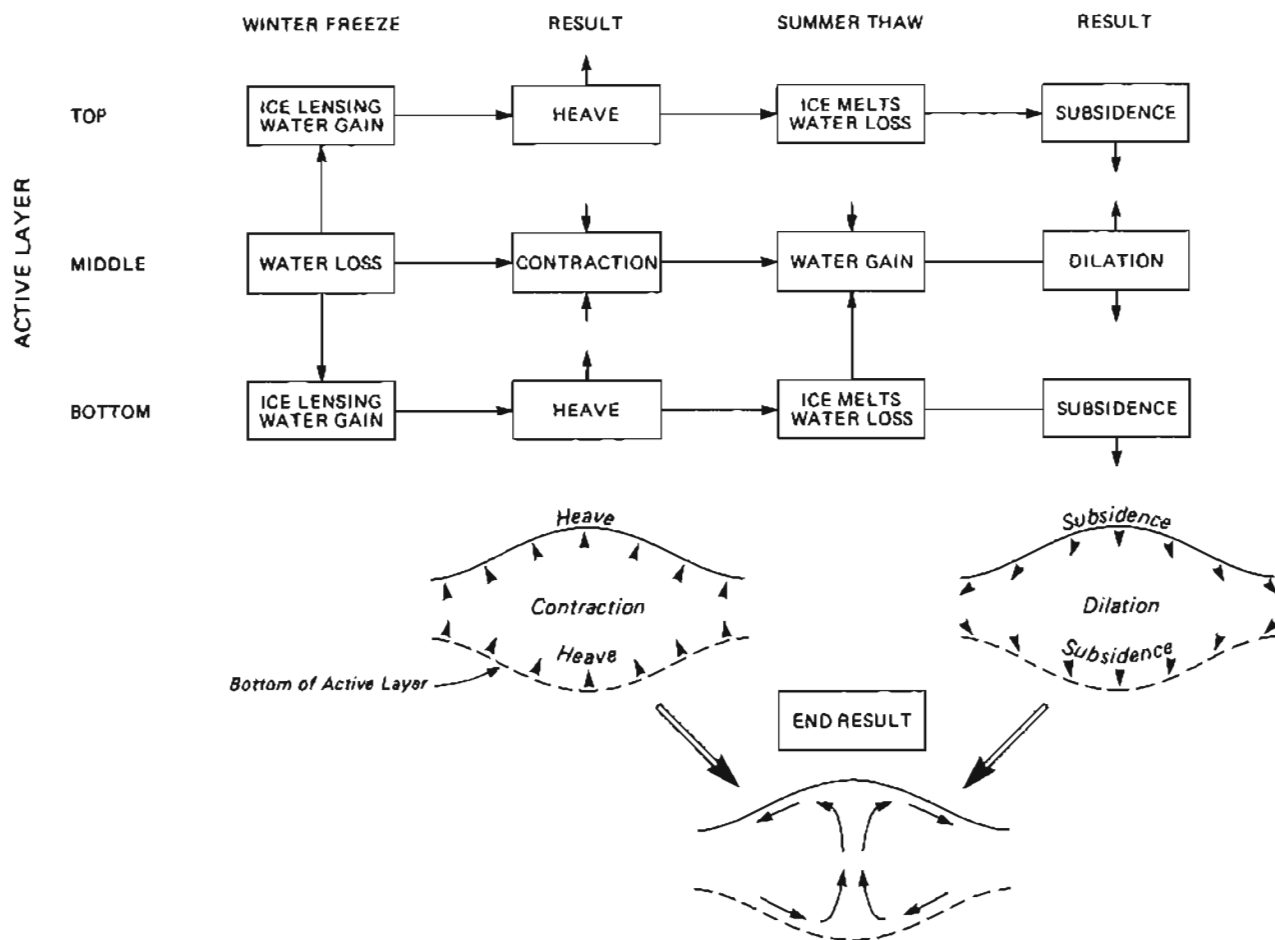 WINTER FREEZE RESULT SUMMER THAW RESULT
ACTIVE LAYER
TOP
ICE LENSING
WATER GAIN
HEAVE
ICE MELTS
WATER LOSS
SUBSIDENCE
MIDDLE
WATER LOSS
CONTRACTION
WATER GAIN
DILATION
BOTTOM
ICE LENSING
WATER GAIN
HEAVE
ICE MELTS
WATER LOSS
SUBSIDENCE
Heave
Contraction
Heave
Bottom of Active Layer
Subsidence
Dilation
Subsidence
END RESULT